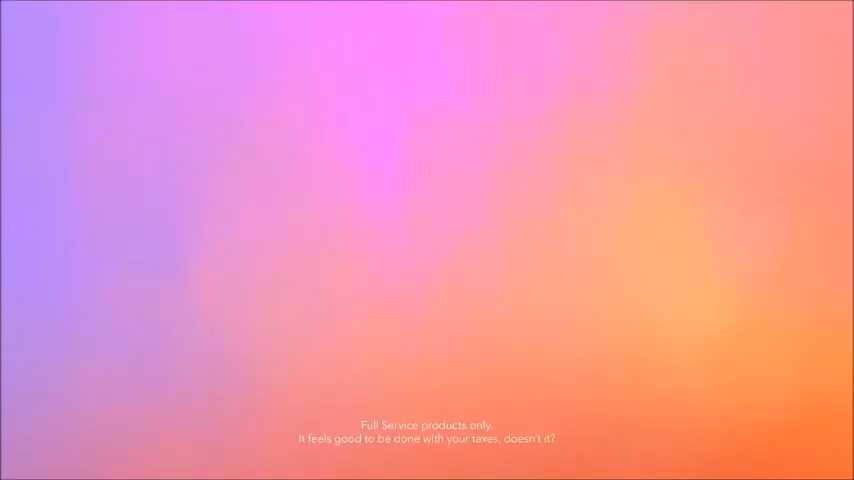 Full Service products only.
It feels good to be done with your taxes, doesn't it?